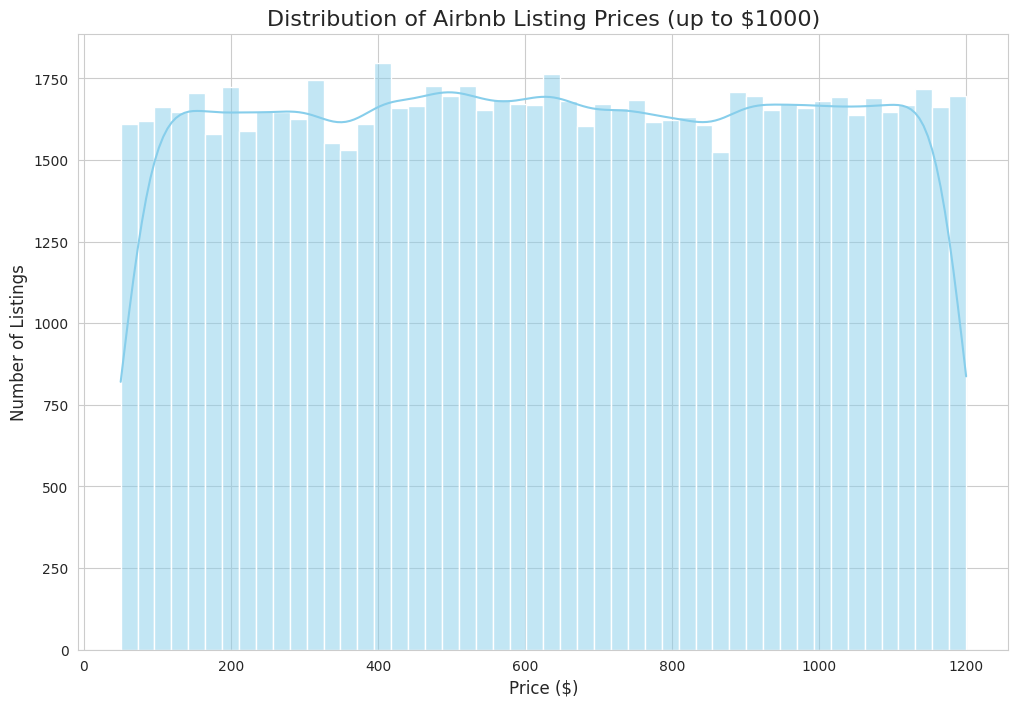 Distribution of Airbnb Listing Prices (up to $1000)
Number of Listings
1750
1500
1250
1000
750
500
250
0
0 200 400 600 800 1000 1200
Price ($)